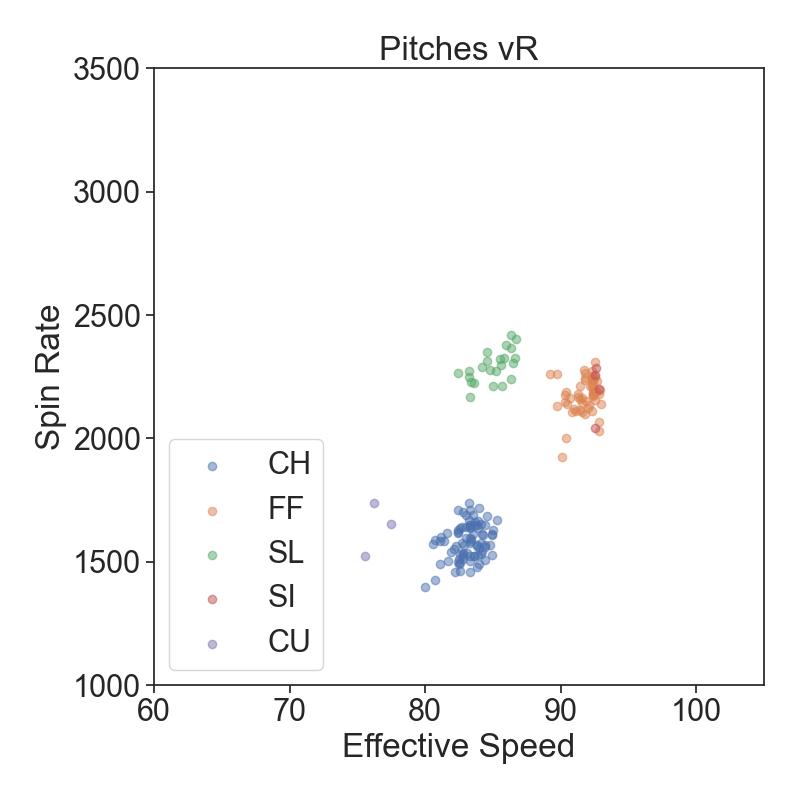 Pitches vR
3500
3000
2500
2000
1500
1000
Spin Rate
CH
FF
SL
SI
CU
60 70 80 90 100
Effective Speed